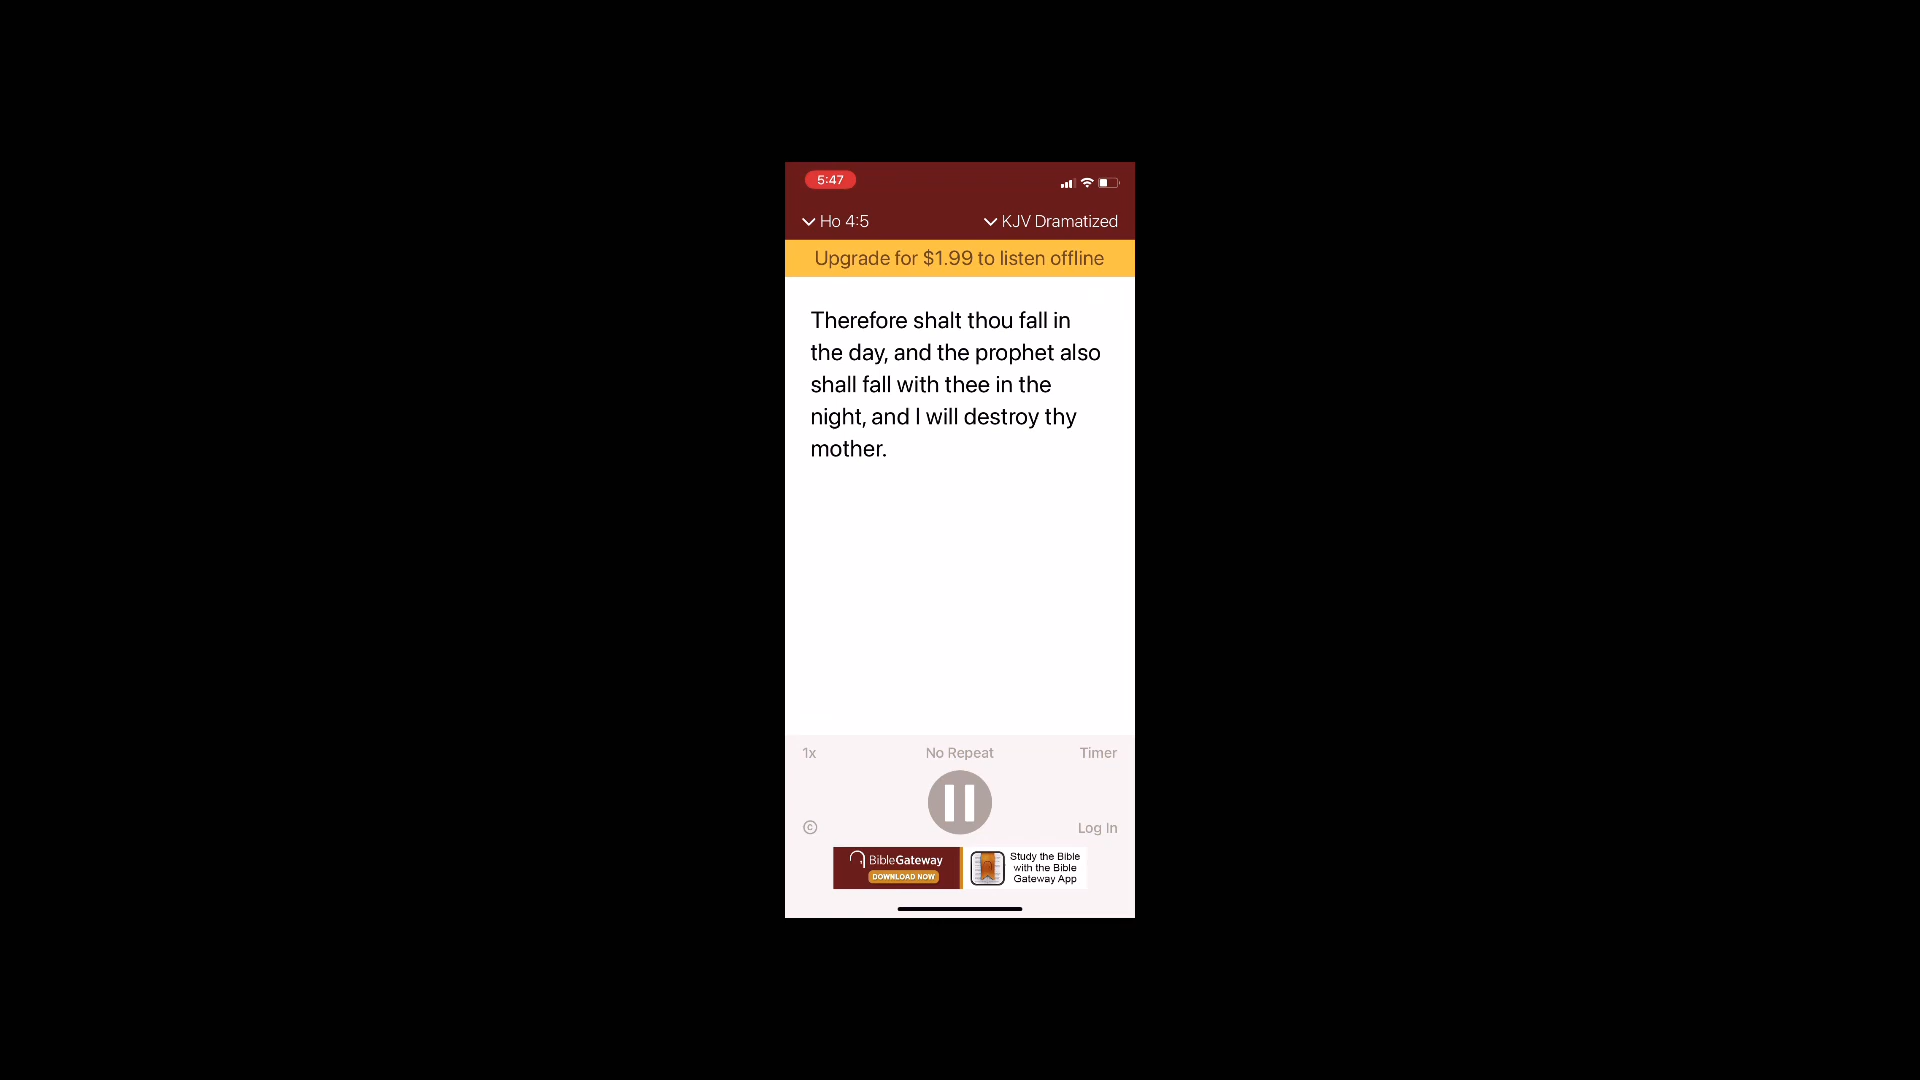 5:47
Ho 4:5
KJV Dramatized
Upgrade for $1.99 to listen offline
Therefore shalt thou fall in
the day, and the prophet also
shall fall with thee in the
night, and I will destroy thy
mother.
1x
No Repeat
Timer
©
Log In
BibleGateway
DOWNLOAD NOW
Study the Bible
with the Bible
Gateway App